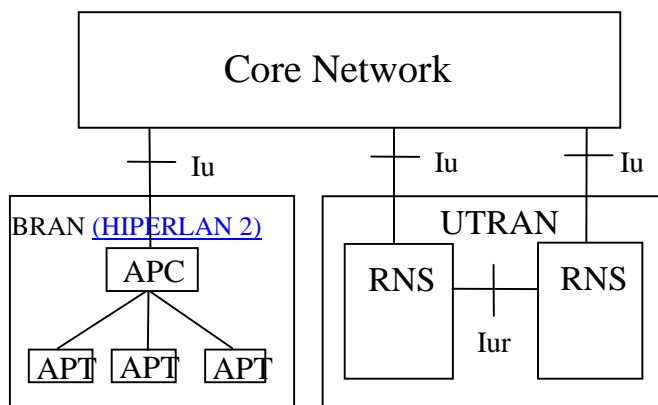 Core Network
Iu
Iu
Iu
BRAN (HIPERLAN 2)
UTRAN
APC
RNS
RNS
Iur
APT
APT
APT